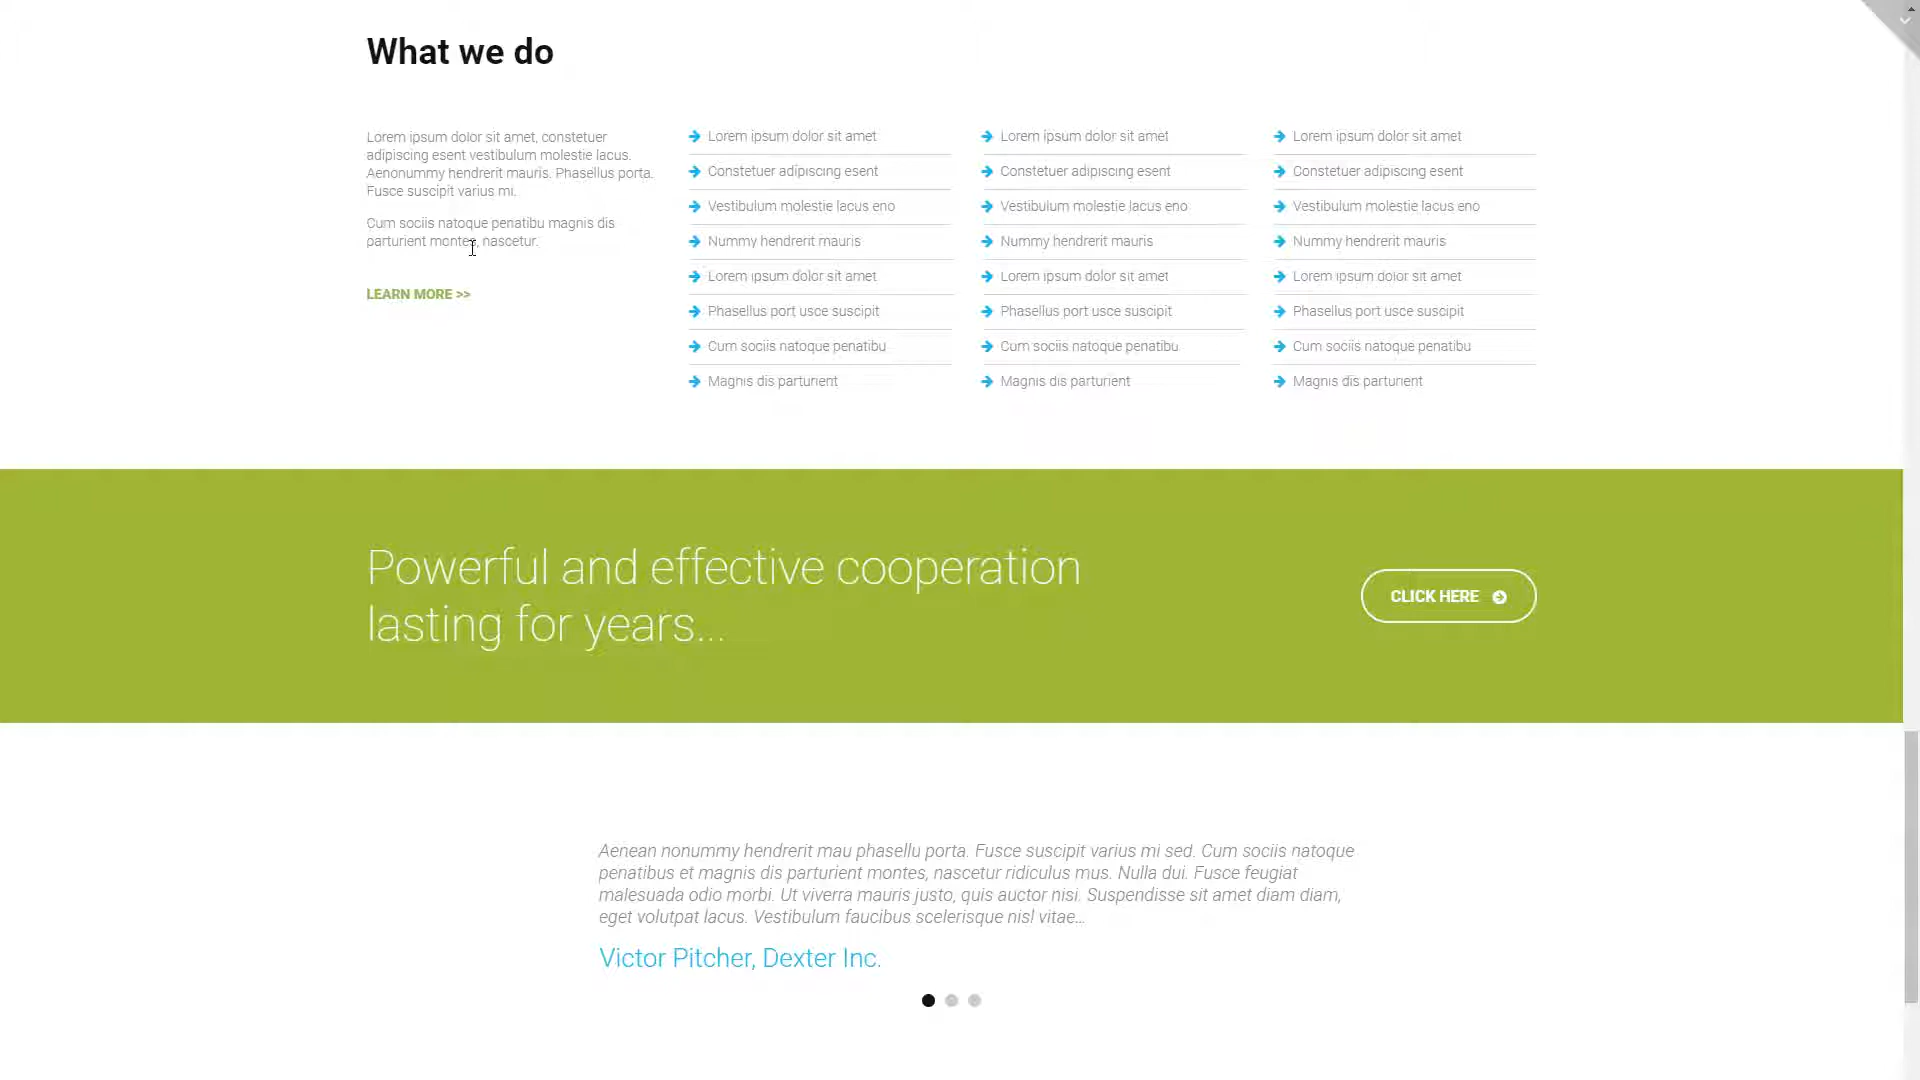 What we do
Lorem ipsum dolor sit amet, constetuer
adipiscing esent vestibulum molestie lacus.
Aenonummy hendrerit mauris. Phasellus porta.
Fusce suscipit varius mi.
Cum sociis natoque penatibu magnis dis
parturient montes, nascetur.
LEARN MORE >>
Lorem ipsum dolor sit amet
Constetuer adipiscing esent
Vestibulum molestie lacus eno
Nummy hendrerit mauris
Lorem ipsum dolor sit amet
Phasellus port usce suscipit
Cum sociis natoque penatibu
Magnis dis parturient
Lorem ipsum dolor sit amet
Constetuer adipiscing esent
Vestibulum molestie lacus eno
Nummy hendrerit mauris
Lorem ipsum dolor sit amet
Phasellus port usce suscipit
Cum sociis natoque penatibu
Magnis dis parturient
Lorem ipsum dolor sit amet
Constetuer adipiscing esent
Vestibulum molestie lacus eno
Nummy hendrerit mauris
Lorem ipsum dolor sit amet
Phasellus port usce suscipit
Cum sociis natoque penatibu
Magnis dis parturient
Powerful and effective cooperation
lasting for years...
CLICK HERE
Aenean nonummy hendrerit mau phasellu porta. Fusce suscipit varius mi sed. Cum sociis natoque
penatibus et magnis dis parturient montes, nascetur ridiculus mus. Nulla dui. Fusce feugiat
malesuada odio morbi. Ut viverra mauris justo, quis auctor nisi. Suspendisse sit amet diam diam,
eget volutpat lacus. Vestibulum faucibus scelerisque nisl vitae...
Victor Pitcher, Dexter Inc.